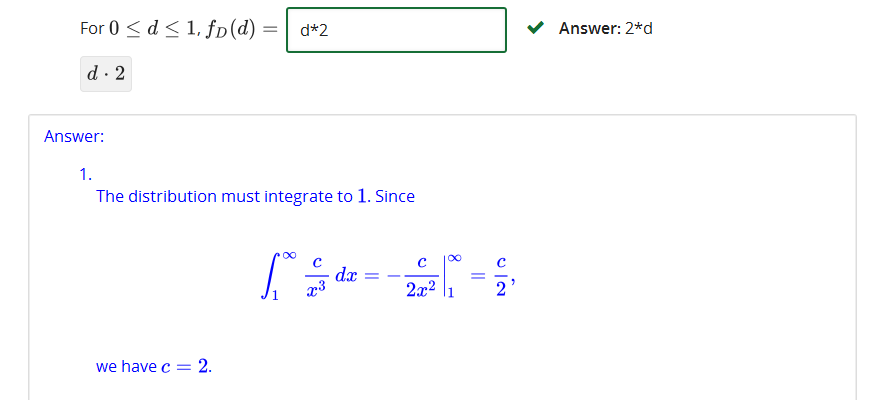 For 0 ≤ d ≤ 1, f_D(d) = d*2 ✔ Answer: 2*d
d · 2
Answer:
1.
The distribution must integrate to 1. Since
∫_1^∞ c/x^3 dx = −c/(2x^2) |_1^∞ = c/2,
we have c = 2.